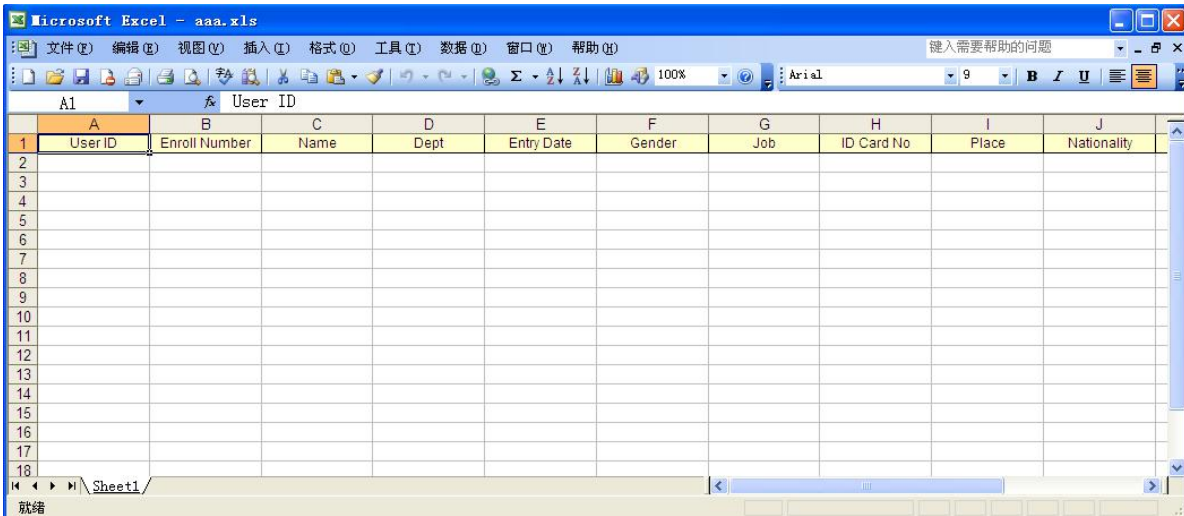 Microsoft Excel - aaa.xls
文件(F) 编辑(E) 视图(V) 插入(I) 格式(O) 工具(T) 数据(D) 窗口(W) 帮助(H) 键入需要帮助的问题
100% Arial 9 B I U
A1 fx User ID
A B C D E F G H I J
1 User ID Enroll Number Name Dept Entry Date Gender Job ID Card No Place Nationality
2
3
4
5
6
7
8
9
10
11
12
13
14
15
16
17
18
Sheet1
就绪